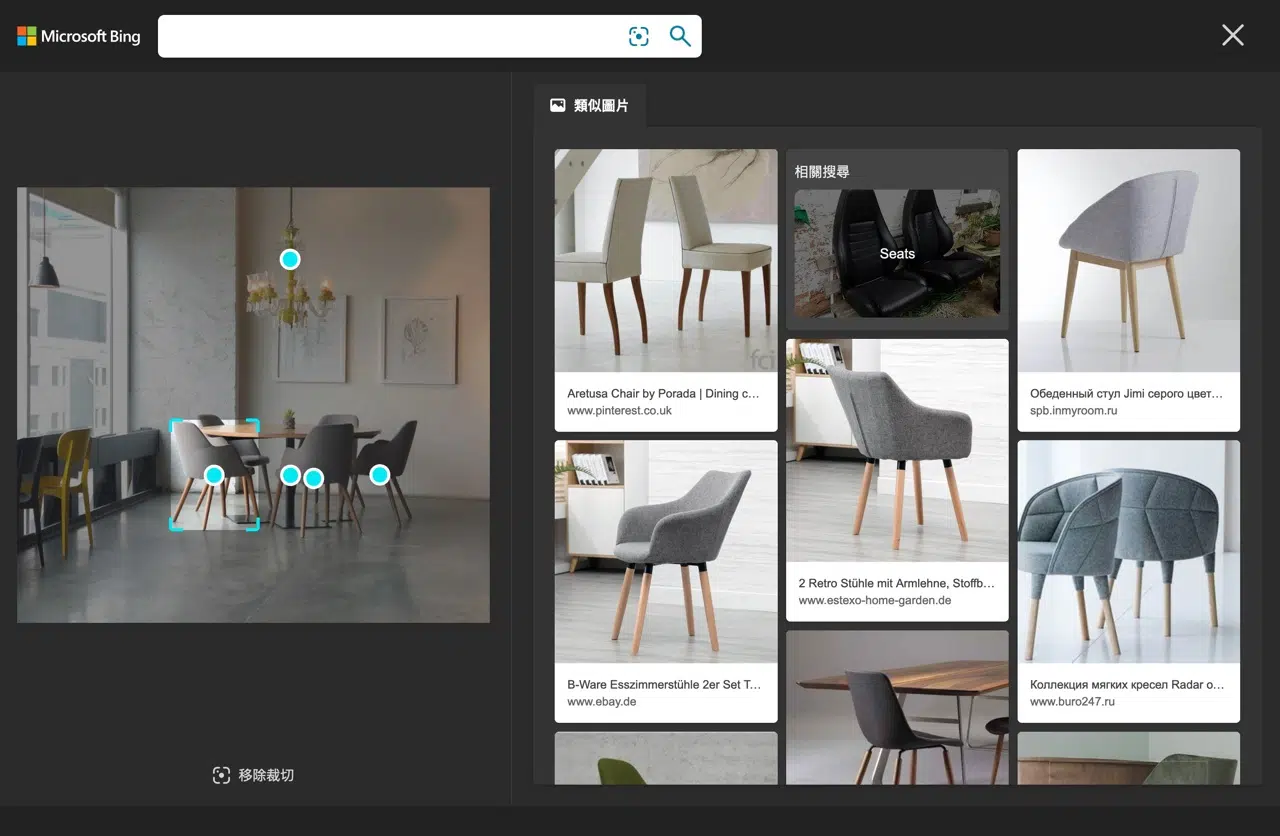 Microsoft Bing
類似圖片
Aretusa Chair by Porada | Dining c...
www.pinterest.co.uk
相關搜尋
Seats
Обеденный стул Jimi серого цвет...
spb.inmyroom.ru
fci
2 Retro Stühle mit Armlehne, Stoffb...
www.estexo-home-garden.de
B-Ware Esszimmerstühle 2er Set T...
www.ebay.de
Коллекция мягких кресел Radar о...
www.buro247.ru
移除裁切